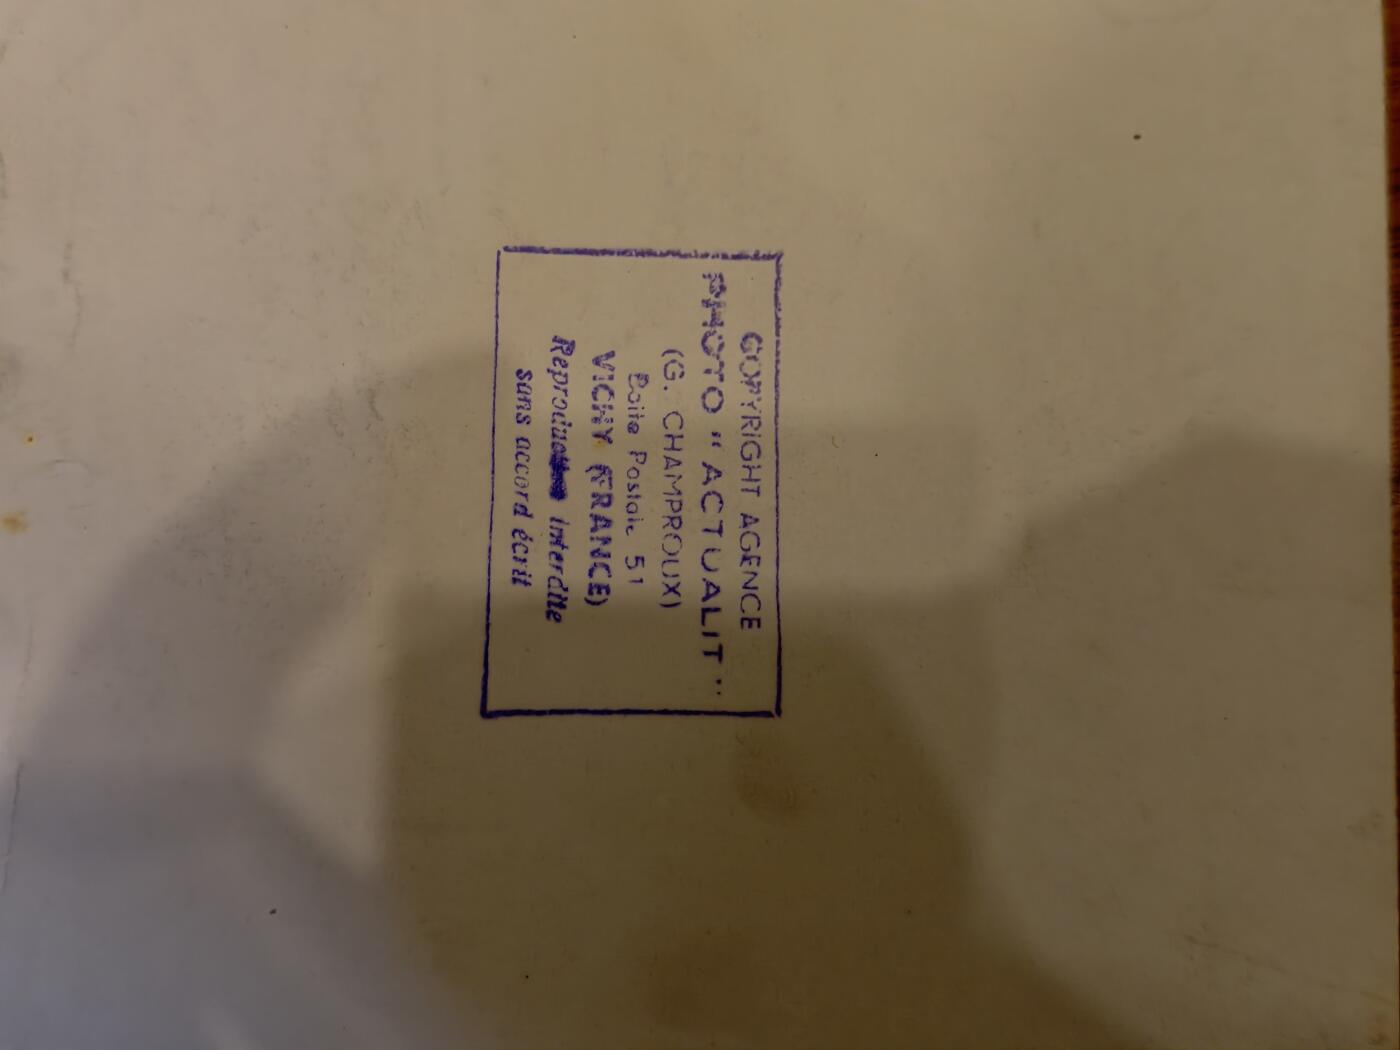 COPYRIGHT AGENCE
PHOTO "ACTUALIT"
(G. CHAMPROUX)
Boite Postale 51
VICHY (FRANCE)
interdite
sans accord écrit